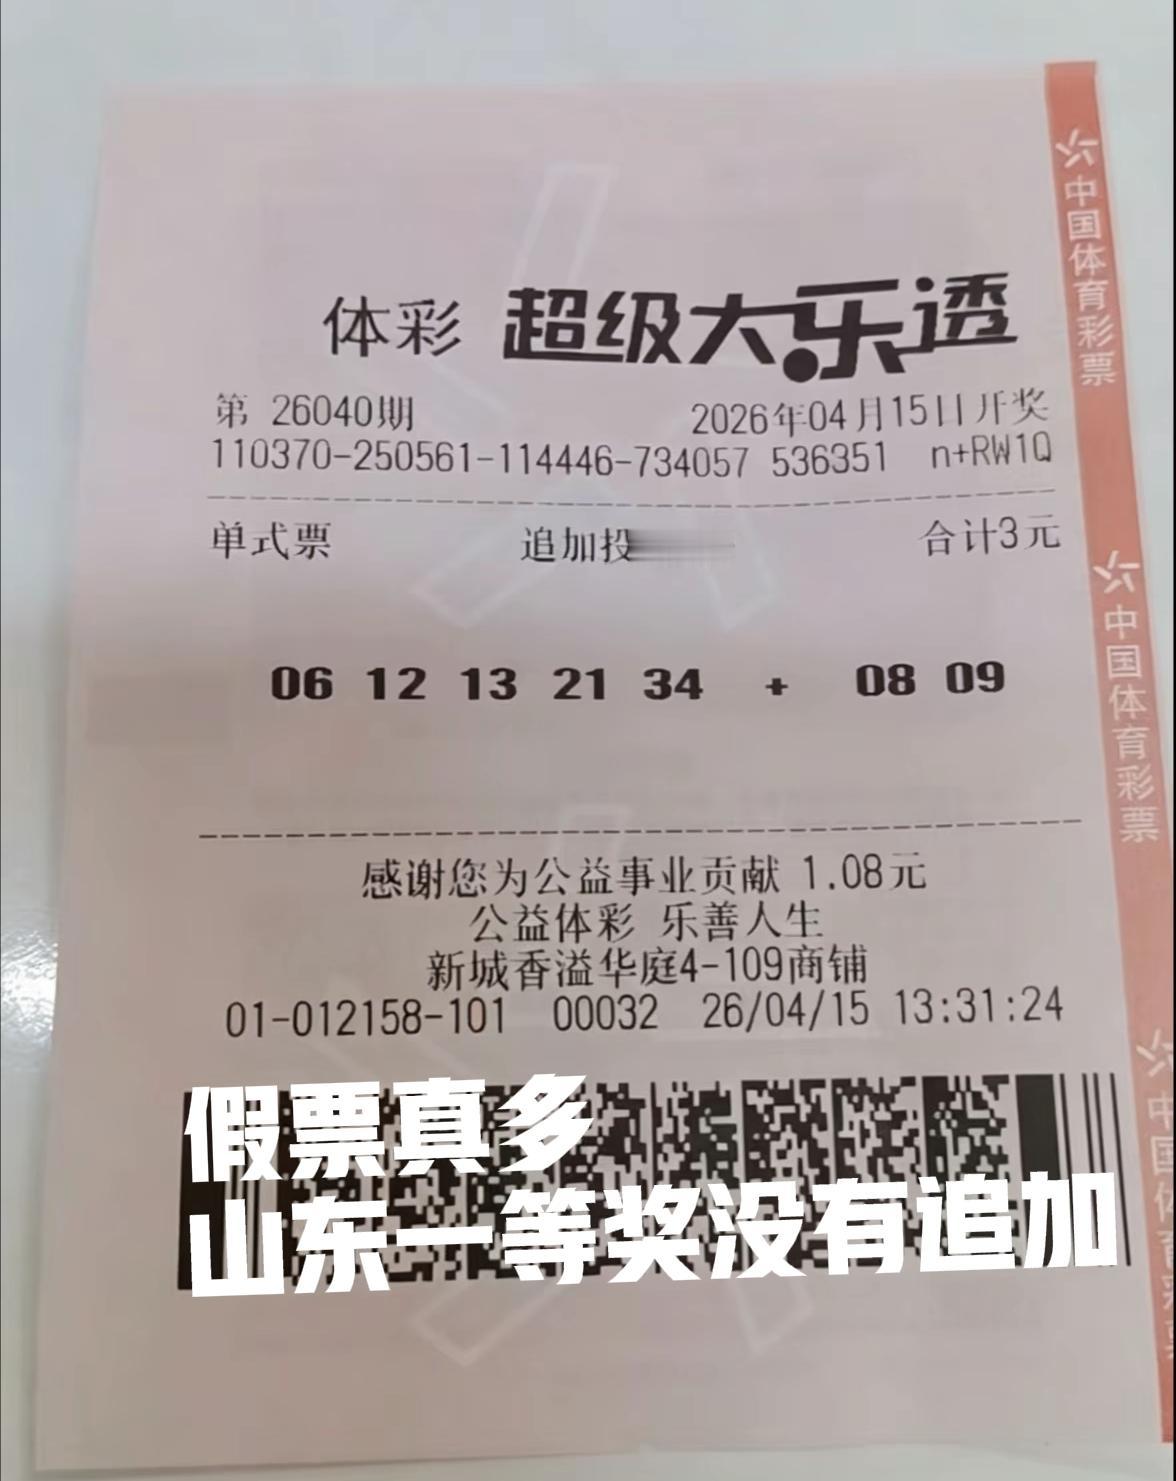 体彩 超级大乐透
第 26040期 2026年04月15日开奖
110370-250561-114446-734057 536351 n+RW1Q
单式票 追加投 合计3元
06 12 13 21 34 + 08 09
感谢您为公益事业贡献 1.08元
公益体彩 乐善人生
新城香溢华庭4-109商铺
01-012158-101 00032 26/04/15 13:31:24
假票真多
山东一等奖没有追加
中国体育彩票
中国体育彩票
中国体育彩票